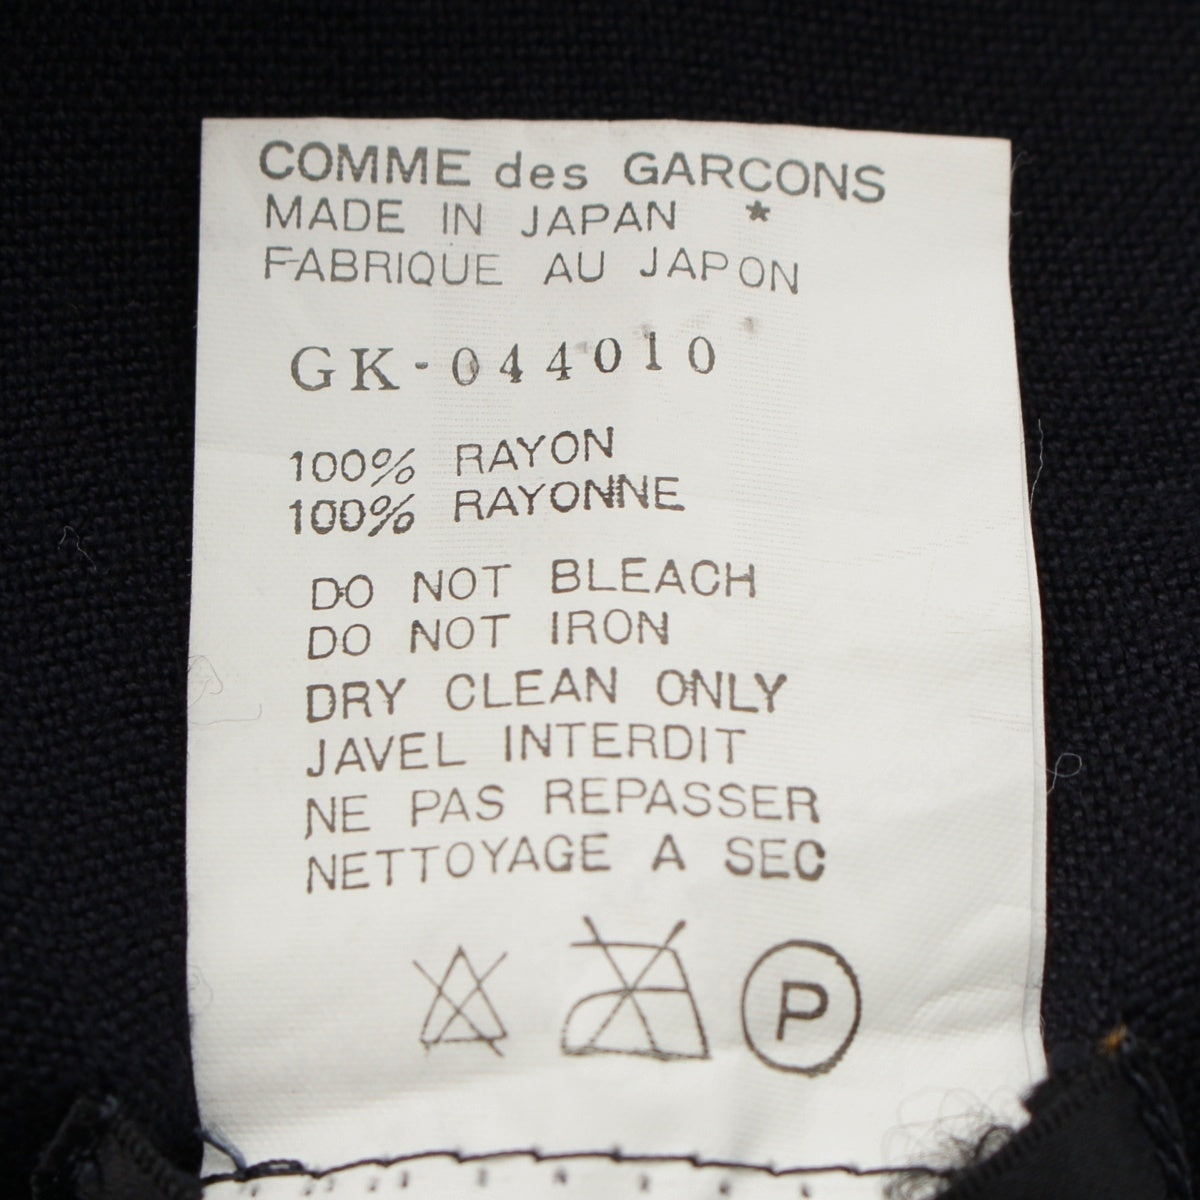 COMME des GARCONS
MADE IN JAPAN *
FABRIQUE AU JAPON
GK-044010
100% RAYON
100% RAYONNE
DO NOT BLEACH
DO NOT IRON
DRY CLEAN ONLY
JAVEL INTERDIT
NE PAS REPASSER
NETTOYAGE A SEC
P